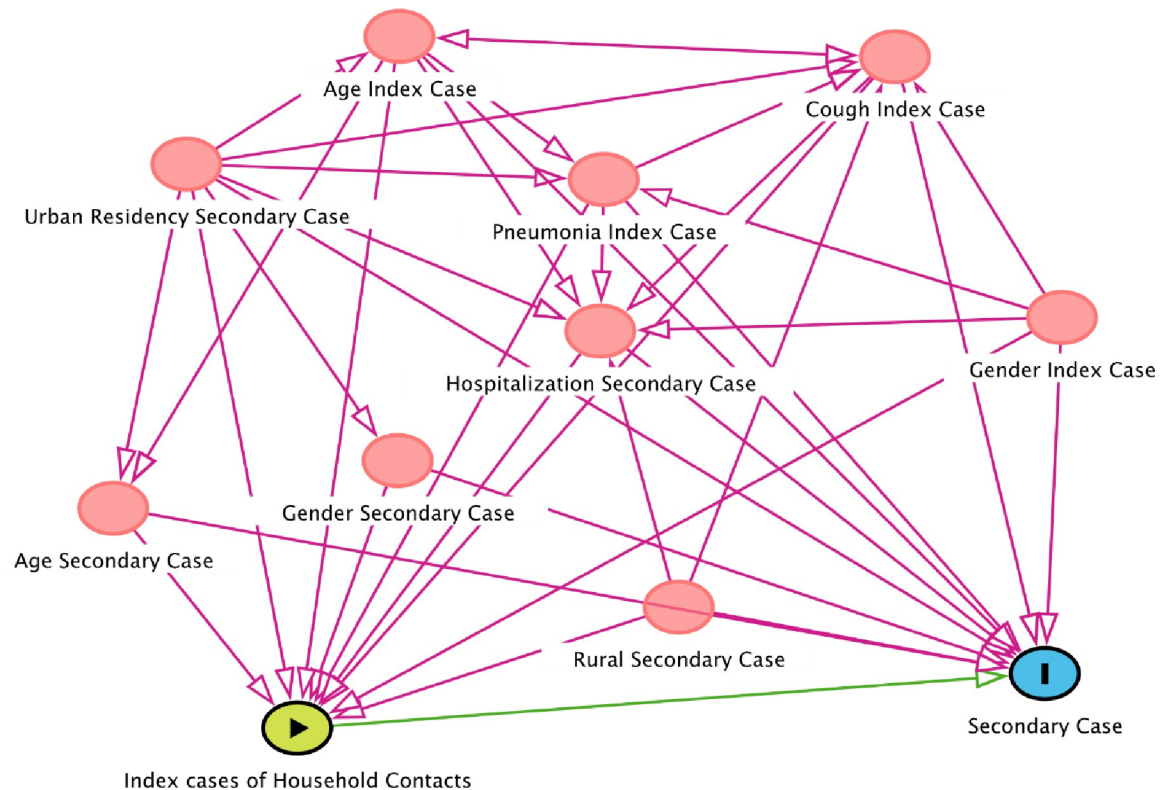 Age Index Case
Cough Index Case
Urban Residency Secondary Case
Pneumonia Index Case
Gender Index Case
Hospitalization Secondary Case
Gender Secondary Case
Age Secondary Case
Rural Secondary Case
Secondary Case
Index cases of Household Contacts